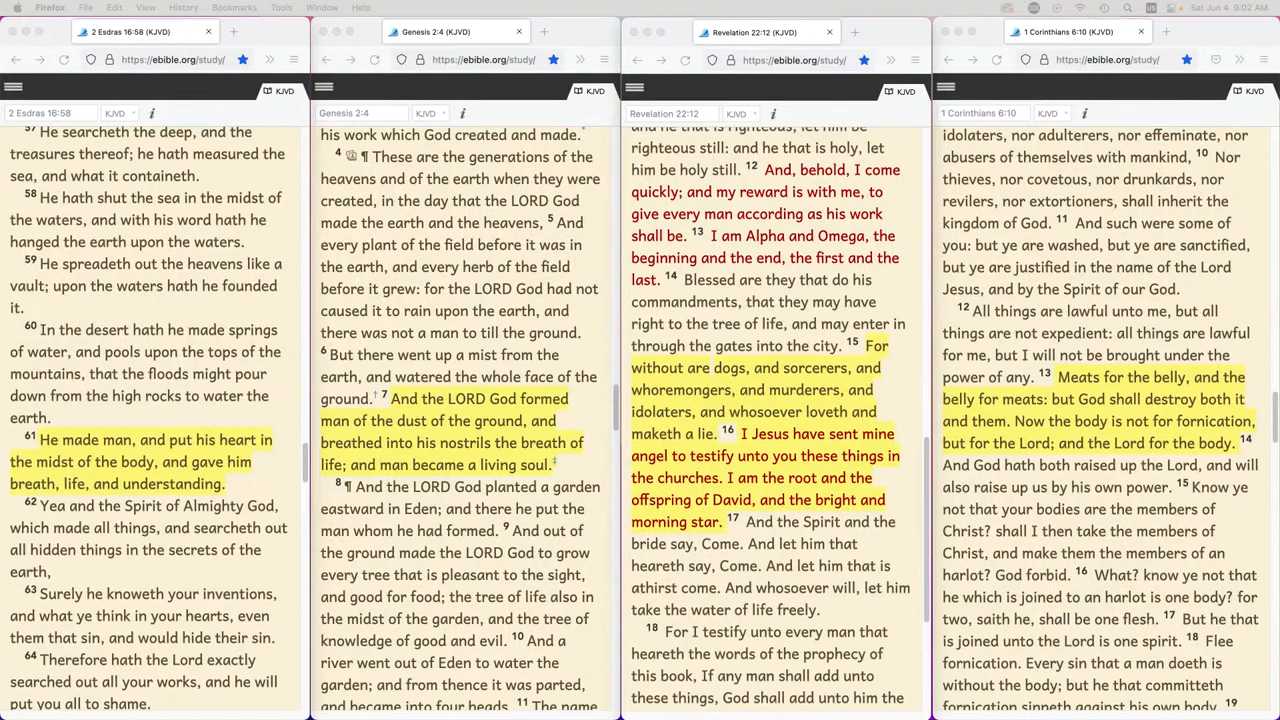 Firefox File Edit View History Bookmarks Tools Window Help Sat Jun 4 9:02 AM
2 Esdras 16:58 (KJVD)
https://ebible.org/study/
KJVD
2 Esdras 16:58 KJVD i
57 He searcheth the deep, and the
treasures thereof; he hath measured the
sea, and what it containeth.
58 He hath shut the sea in the midst of
the waters, and with his word hath he
hanged the earth upon the waters.
59 He spreadeth out the heavens like a
vault; upon the waters hath he founded
it.
60 In the desert hath he made springs
of water, and pools upon the tops of the
mountains, that the floods might pour
down from the high rocks to water the
earth.
61 He made man, and put his heart in
the midst of the body, and gave him
breath, life, and understanding.
62 Yea and the Spirit of Almighty God,
which made all things, and searcheth out
all hidden things in the secrets of the
earth,
63 Surely he knoweth your inventions,
and what ye think in your hearts, even
them that sin, and would hide their sin.
64 Therefore hath the Lord exactly
searched out all your works, and he will
put you all to shame.
Genesis 2:4 (KJVD)
https://ebible.org/study/
KJVD
Genesis 2:4 KJVD i
his work which God created and made.*
4 ¶ These are the generations of the
heavens and of the earth when they were
created, in the day that the LORD God
made the earth and the heavens, 5 And
every plant of the field before it was in
the earth, and every herb of the field
before it grew: for the LORD God had not
caused it to rain upon the earth, and
there was not a man to till the ground.
6 But there went up a mist from the
earth, and watered the whole face of the
ground.† 7 And the LORD God formed
man of the dust of the ground, and
breathed into his nostrils the breath of
life; and man became a living soul.‡
8 ¶ And the LORD God planted a garden
eastward in Eden; and there he put the
man whom he had formed. 9 And out of
the ground made the LORD God to grow
every tree that is pleasant to the sight,
and good for food; the tree of life also in
the midst of the garden, and the tree of
knowledge of good and evil. 10 And a
river went out of Eden to water the
garden; and from thence it was parted,
and became into four heads. 11 The name
Revelation 22:12 (KJVD)
https://ebible.org/study/
KJVD
Revelation 22:12 KJVD i
and he that is righteous, let him be
righteous still: and he that is holy, let
him be holy still. 12 And, behold, I come
quickly; and my reward is with me, to
give every man according as his work
shall be. 13 I am Alpha and Omega, the
beginning and the end, the first and the
last. 14 Blessed are they that do his
commandments, that they may have
right to the tree of life, and may enter in
through the gates into the city. 15 For
without are dogs, and sorcerers, and
whoremongers, and murderers, and
idolaters, and whosoever loveth and
maketh a lie. 16 I Jesus have sent mine
angel to testify unto you these things in
the churches. I am the root and the
offspring of David, and the bright and
morning star. 17 And the Spirit and the
bride say, Come. And let him that
heareth say, Come. And let him that is
athirst come. And whosoever will, let him
take the water of life freely.
18 For I testify unto every man that
heareth the words of the prophecy of
this book, If any man shall add unto
these things, God shall add unto him the
1 Corinthians 6:10 (KJVD)
https://ebible.org/study/
KJVD
1 Corinthians 6:10 KJVD i
idolaters, nor adulterers, nor effeminate, nor
abusers of themselves with mankind, 10 Nor
thieves, nor covetous, nor drunkards, nor
revilers, nor extortioners, shall inherit the
kingdom of God. 11 And such were some of
you: but ye are washed, but ye are sanctified,
but ye are justified in the name of the Lord
Jesus, and by the Spirit of our God.
12 All things are lawful unto me, but all
things are not expedient: all things are lawful
for me, but I will not be brought under the
power of any. 13 Meats for the belly, and the
belly for meats: but God shall destroy both it
and them. Now the body is not for fornication,
but for the Lord; and the Lord for the body. 14
And God hath both raised up the Lord, and will
also raise up us by his own power. 15 Know ye
not that your bodies are the members of
Christ? shall I then take the members of
Christ, and make them the members of an
harlot? God forbid. 16 What? know ye not that
he which is joined to an harlot is one body? for
two, saith he, shall be one flesh. 17 But he that
is joined unto the Lord is one spirit. 18 Flee
fornication. Every sin that a man doeth is
without the body; but he that committeth
fornication sinneth against his own body. 19